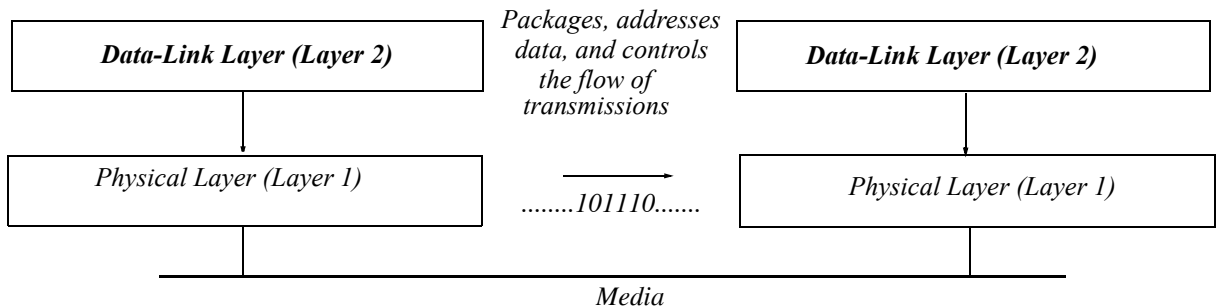 Packages, addresses
data, and controls
the flow of
transmissions
Data-Link Layer (Layer 2)
Data-Link Layer (Layer 2)
Physical Layer (Layer 1)
........101110.......
Physical Layer (Layer 1)
Media